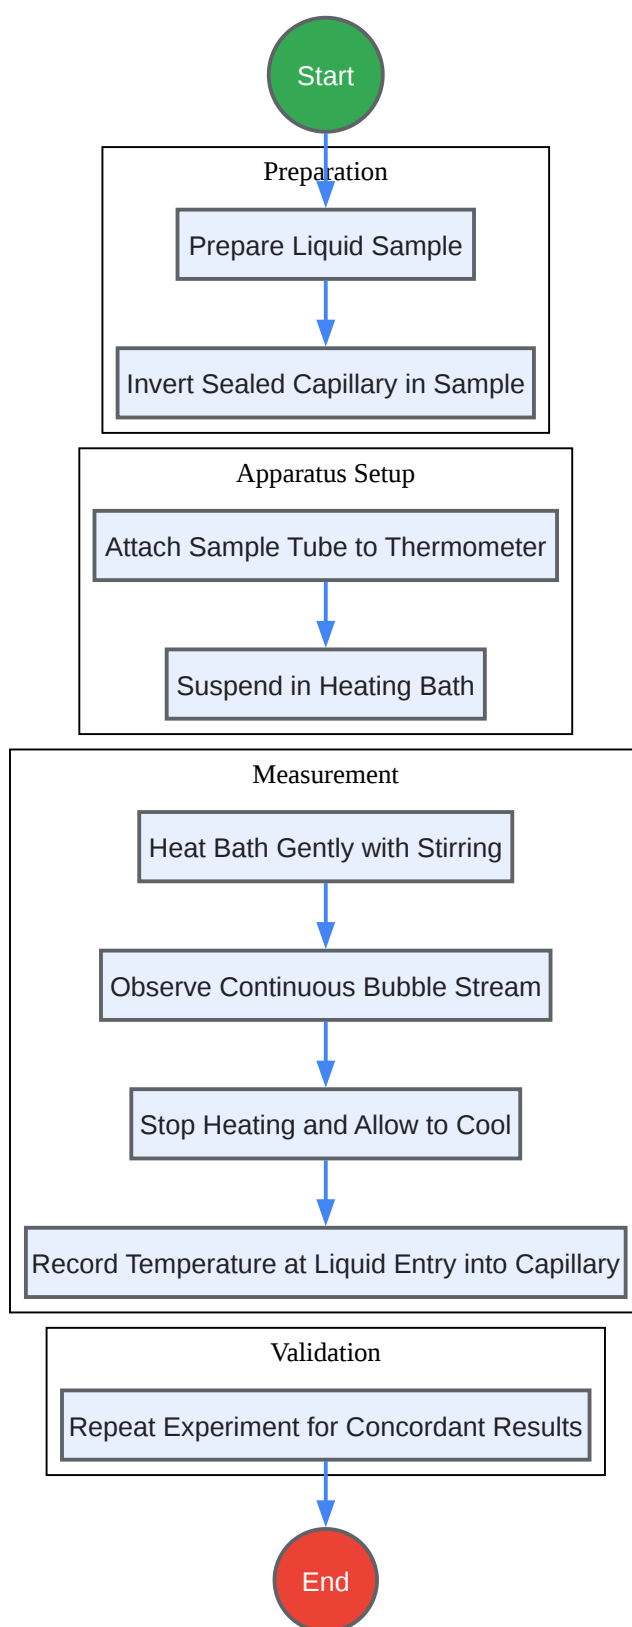 Start
Preparation
Prepare Liquid Sample
Invert Sealed Capillary in Sample
Apparatus Setup
Attach Sample Tube to Thermometer
Suspend in Heating Bath
Measurement
Heat Bath Gently with Stirring
Observe Continuous Bubble Stream
Stop Heating and Allow to Cool
Record Temperature at Liquid Entry into Capillary
Validation
Repeat Experiment for Concordant Results
End